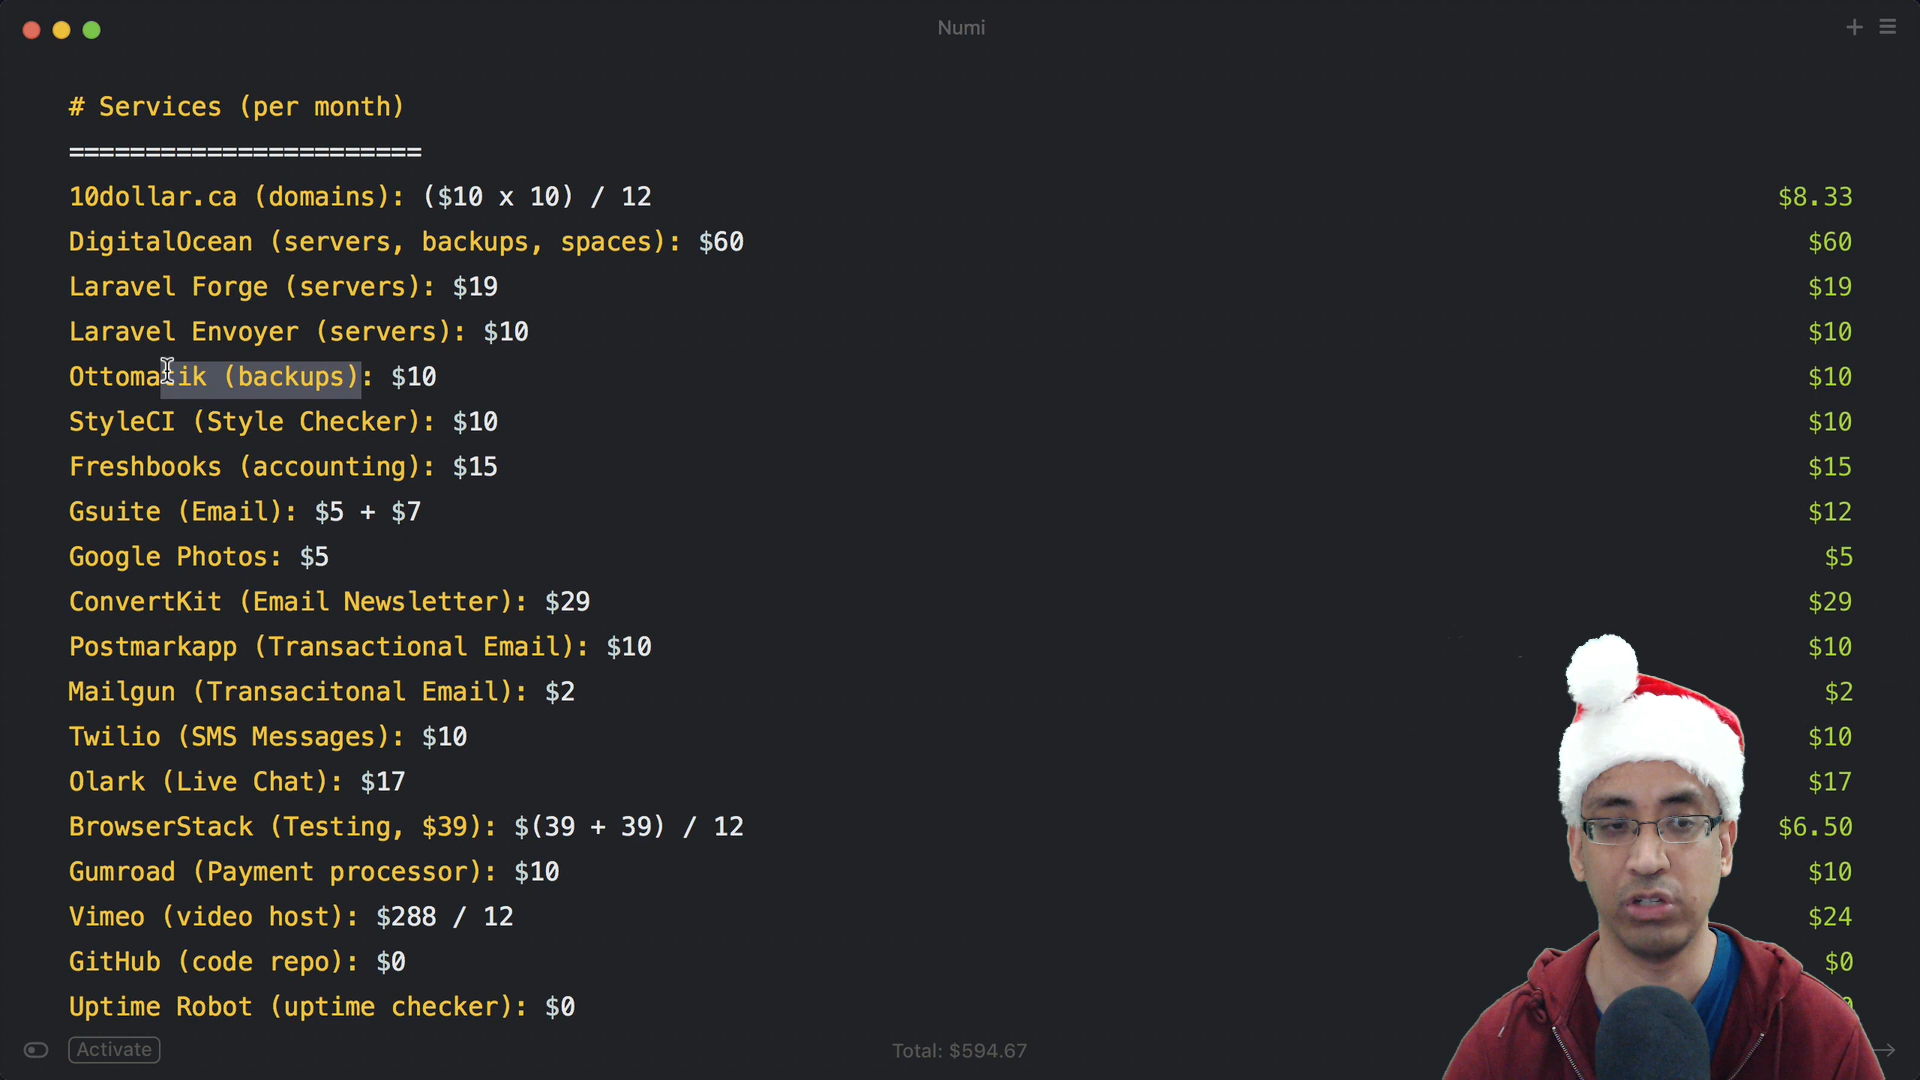 Numi
# Services (per month)
=======================
10dollar.ca (domains): ($10 x 10) / 12 $8.33
DigitalOcean (servers, backups, spaces): $60 $60
Laravel Forge (servers): $19 $19
Laravel Envoyer (servers): $10 $10
Ottomatik (backups): $10 $10
StyleCI (Style Checker): $10 $10
Freshbooks (accounting): $15 $15
Gsuite (Email): $5 + $7 $12
Google Photos: $5 $5
ConvertKit (Email Newsletter): $29 $29
Postmarkapp (Transactional Email): $10 $10
Mailgun (Transacitonal Email): $2 $2
Twilio (SMS Messages): $10 $10
Olark (Live Chat): $17 $17
BrowserStack (Testing, $39): $(39 + 39) / 12 $6.50
Gumroad (Payment processor): $10 $10
Vimeo (video host): $288 / 12 $24
GitHub (code repo): $0 $0
Uptime Robot (uptime checker): $0
Activate Total: $594.67